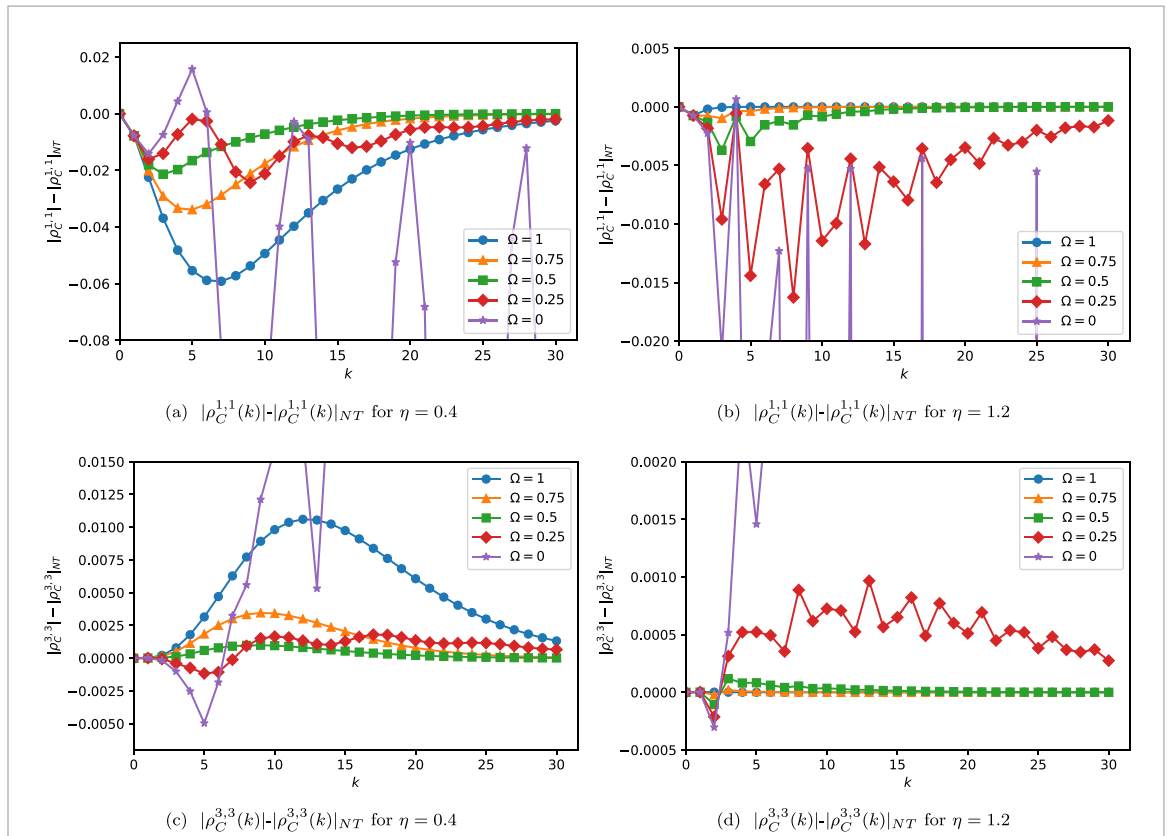 0.02
0.00
−0.02
−0.04
−0.06
−0.08
0 5 10 15 20 25 30
k
|ρ_C^{1,1}| − |ρ_C^{1,1}|_{NT}
Ω = 1
Ω = 0.75
Ω = 0.5
Ω = 0.25
Ω = 0
(a) |ρ_C^{1,1}(k)|-|ρ_C^{1,1}(k)|_{NT} for η = 0.4
0.005
0.000
−0.005
−0.010
−0.015
−0.020
0 5 10 15 20 25 30
k
|ρ_C^{1,1}| − |ρ_C^{1,1}|_{NT}
Ω = 1
Ω = 0.75
Ω = 0.5
Ω = 0.25
Ω = 0
(b) |ρ_C^{1,1}(k)|-|ρ_C^{1,1}(k)|_{NT} for η = 1.2
0.0150
0.0125
0.0100
0.0075
0.0050
0.0025
0.0000
−0.0025
−0.0050
0 5 10 15 20 25 30
k
|ρ_C^{3,3}| − |ρ_C^{3,3}|_{NT}
Ω = 1
Ω = 0.75
Ω = 0.5
Ω = 0.25
Ω = 0
(c) |ρ_C^{3,3}(k)|-|ρ_C^{3,3}(k)|_{NT} for η = 0.4
0.0020
0.0015
0.0010
0.0005
0.0000
−0.0005
0 5 10 15 20 25 30
k
|ρ_C^{3,3}| − |ρ_C^{3,3}|_{NT}
Ω = 1
Ω = 0.75
Ω = 0.5
Ω = 0.25
Ω = 0
(d) |ρ_C^{3,3}(k)|-|ρ_C^{3,3}(k)|_{NT} for η = 1.2